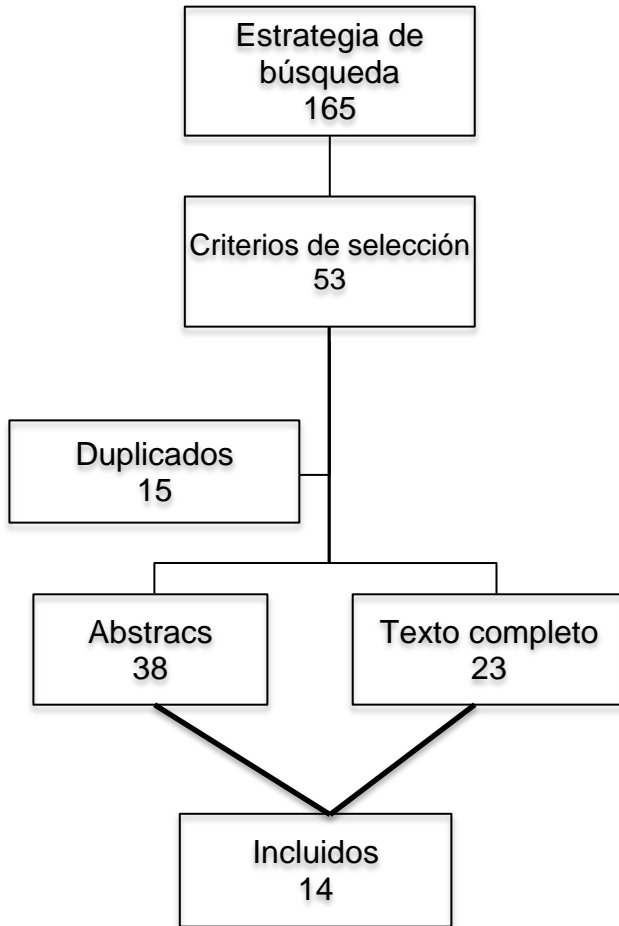 Estrategia de
búsqueda
165
Criterios de selección
53
Duplicados
15
Abstracs
38
Texto completo
23
Incluidos
14